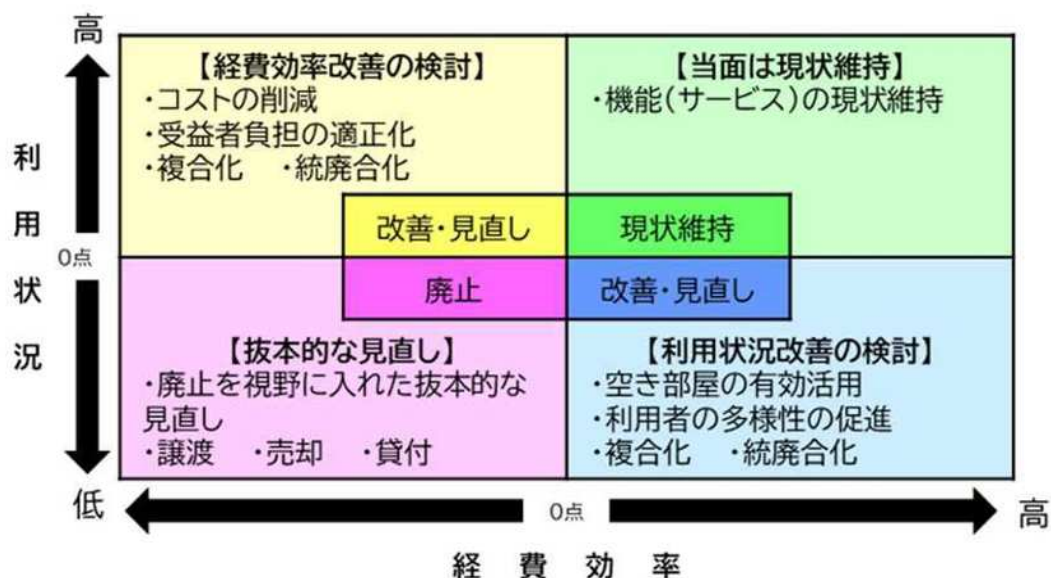 高
【経費効率改善の検討】
・コストの削減
・受益者負担の適正化
・複合化　・統廃合化
【当面は現状維持】
・機能(サービス)の現状維持
改善・見直し
現状維持
利用状況
0点
廃止
改善・見直し
【抜本的な見直し】
・廃止を視野に入れた抜本的な
見直し
・譲渡　・売却　・貸付
【利用状況改善の検討】
・空き部屋の有効活用
・利用者の多様性の促進
・複合化　・統廃合化
低
0点
高
経費効率